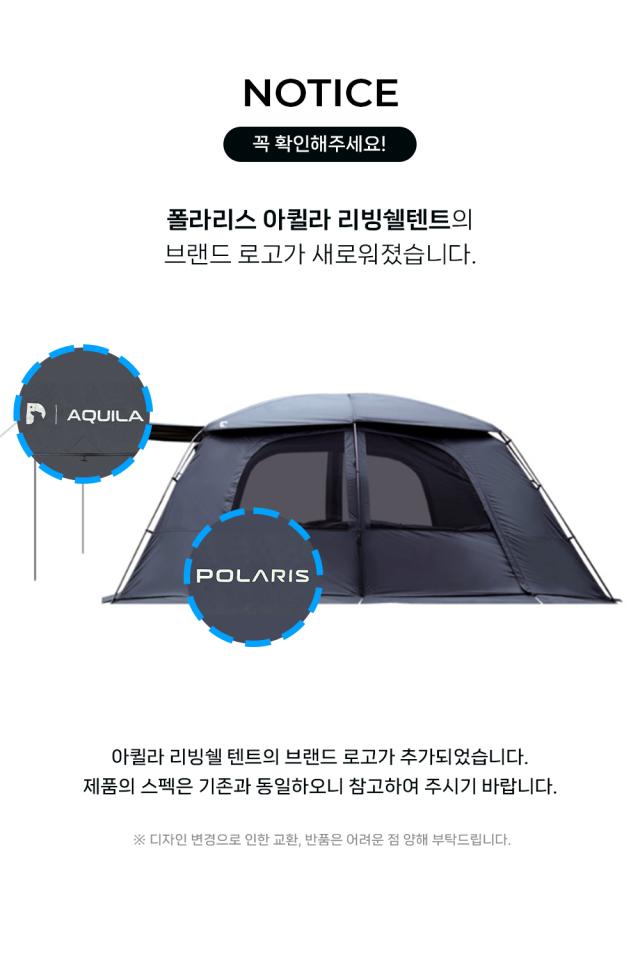 NOTICE
꼭 확인해주세요!
폴라리스 아퀼라 리빙쉘텐트의
브랜드 로고가 새로워졌습니다.
| AQUILA
POLARIS
아퀼라 리빙쉘 텐트의 브랜드 로고가 추가되었습니다.
제품의 스펙은 기존과 동일하오니 참고하여 주시기 바랍니다.
※ 디자인 변경으로 인한 교환, 반품은 어려운 점 양해 부탁드립니다.